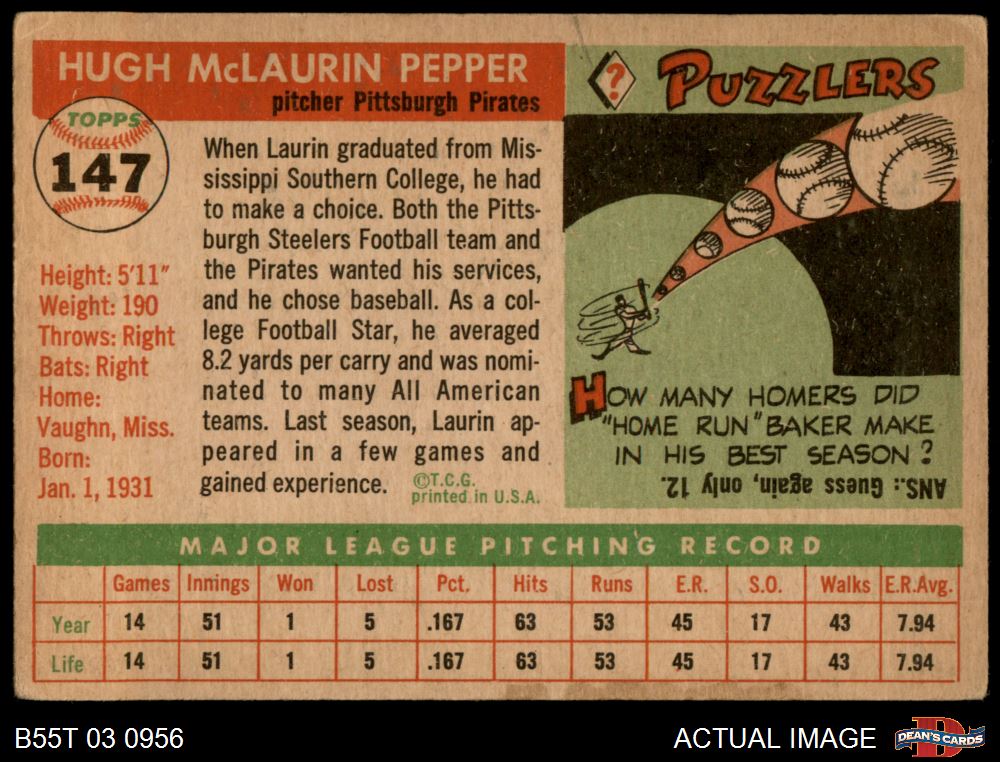 HUGH McLAURIN PEPPER
pitcher Pittsburgh Pirates
TOPPS
147
Height: 5'11"
Weight: 190
Throws: Right
Bats: Right
Home:
Vaughn, Miss.
Born:
Jan. 1, 1931
When Laurin graduated from Mis-
sissippi Southern College, he had
to make a choice. Both the Pitts-
burgh Steelers Football team and
the Pirates wanted his services,
and he chose baseball. As a col-
lege Football Star, he averaged
8.2 yards per carry and was nomi-
nated to many All American
teams. Last season, Laurin ap-
peared in a few games and
gained experience.
©T.C.G.
printed in U.S.A.
?
PUZZLERS
HOW MANY HOMERS DID
"HOME RUN" BAKER MAKE
IN HIS BEST SEASON?
ANS.: Guess again, only 12.
MAJOR LEAGUE PITCHING RECORD
Games Innings Won Lost Pct. Hits Runs E.R. S.O. Walks E.R.Avg.
Year 14 51 1 5 .167 63 53 45 17 43 7.94
Life 14 51 1 5 .167 63 53 45 17 43 7.94
B55T 03 0956
ACTUAL IMAGE
D
DEAN'S CARDS